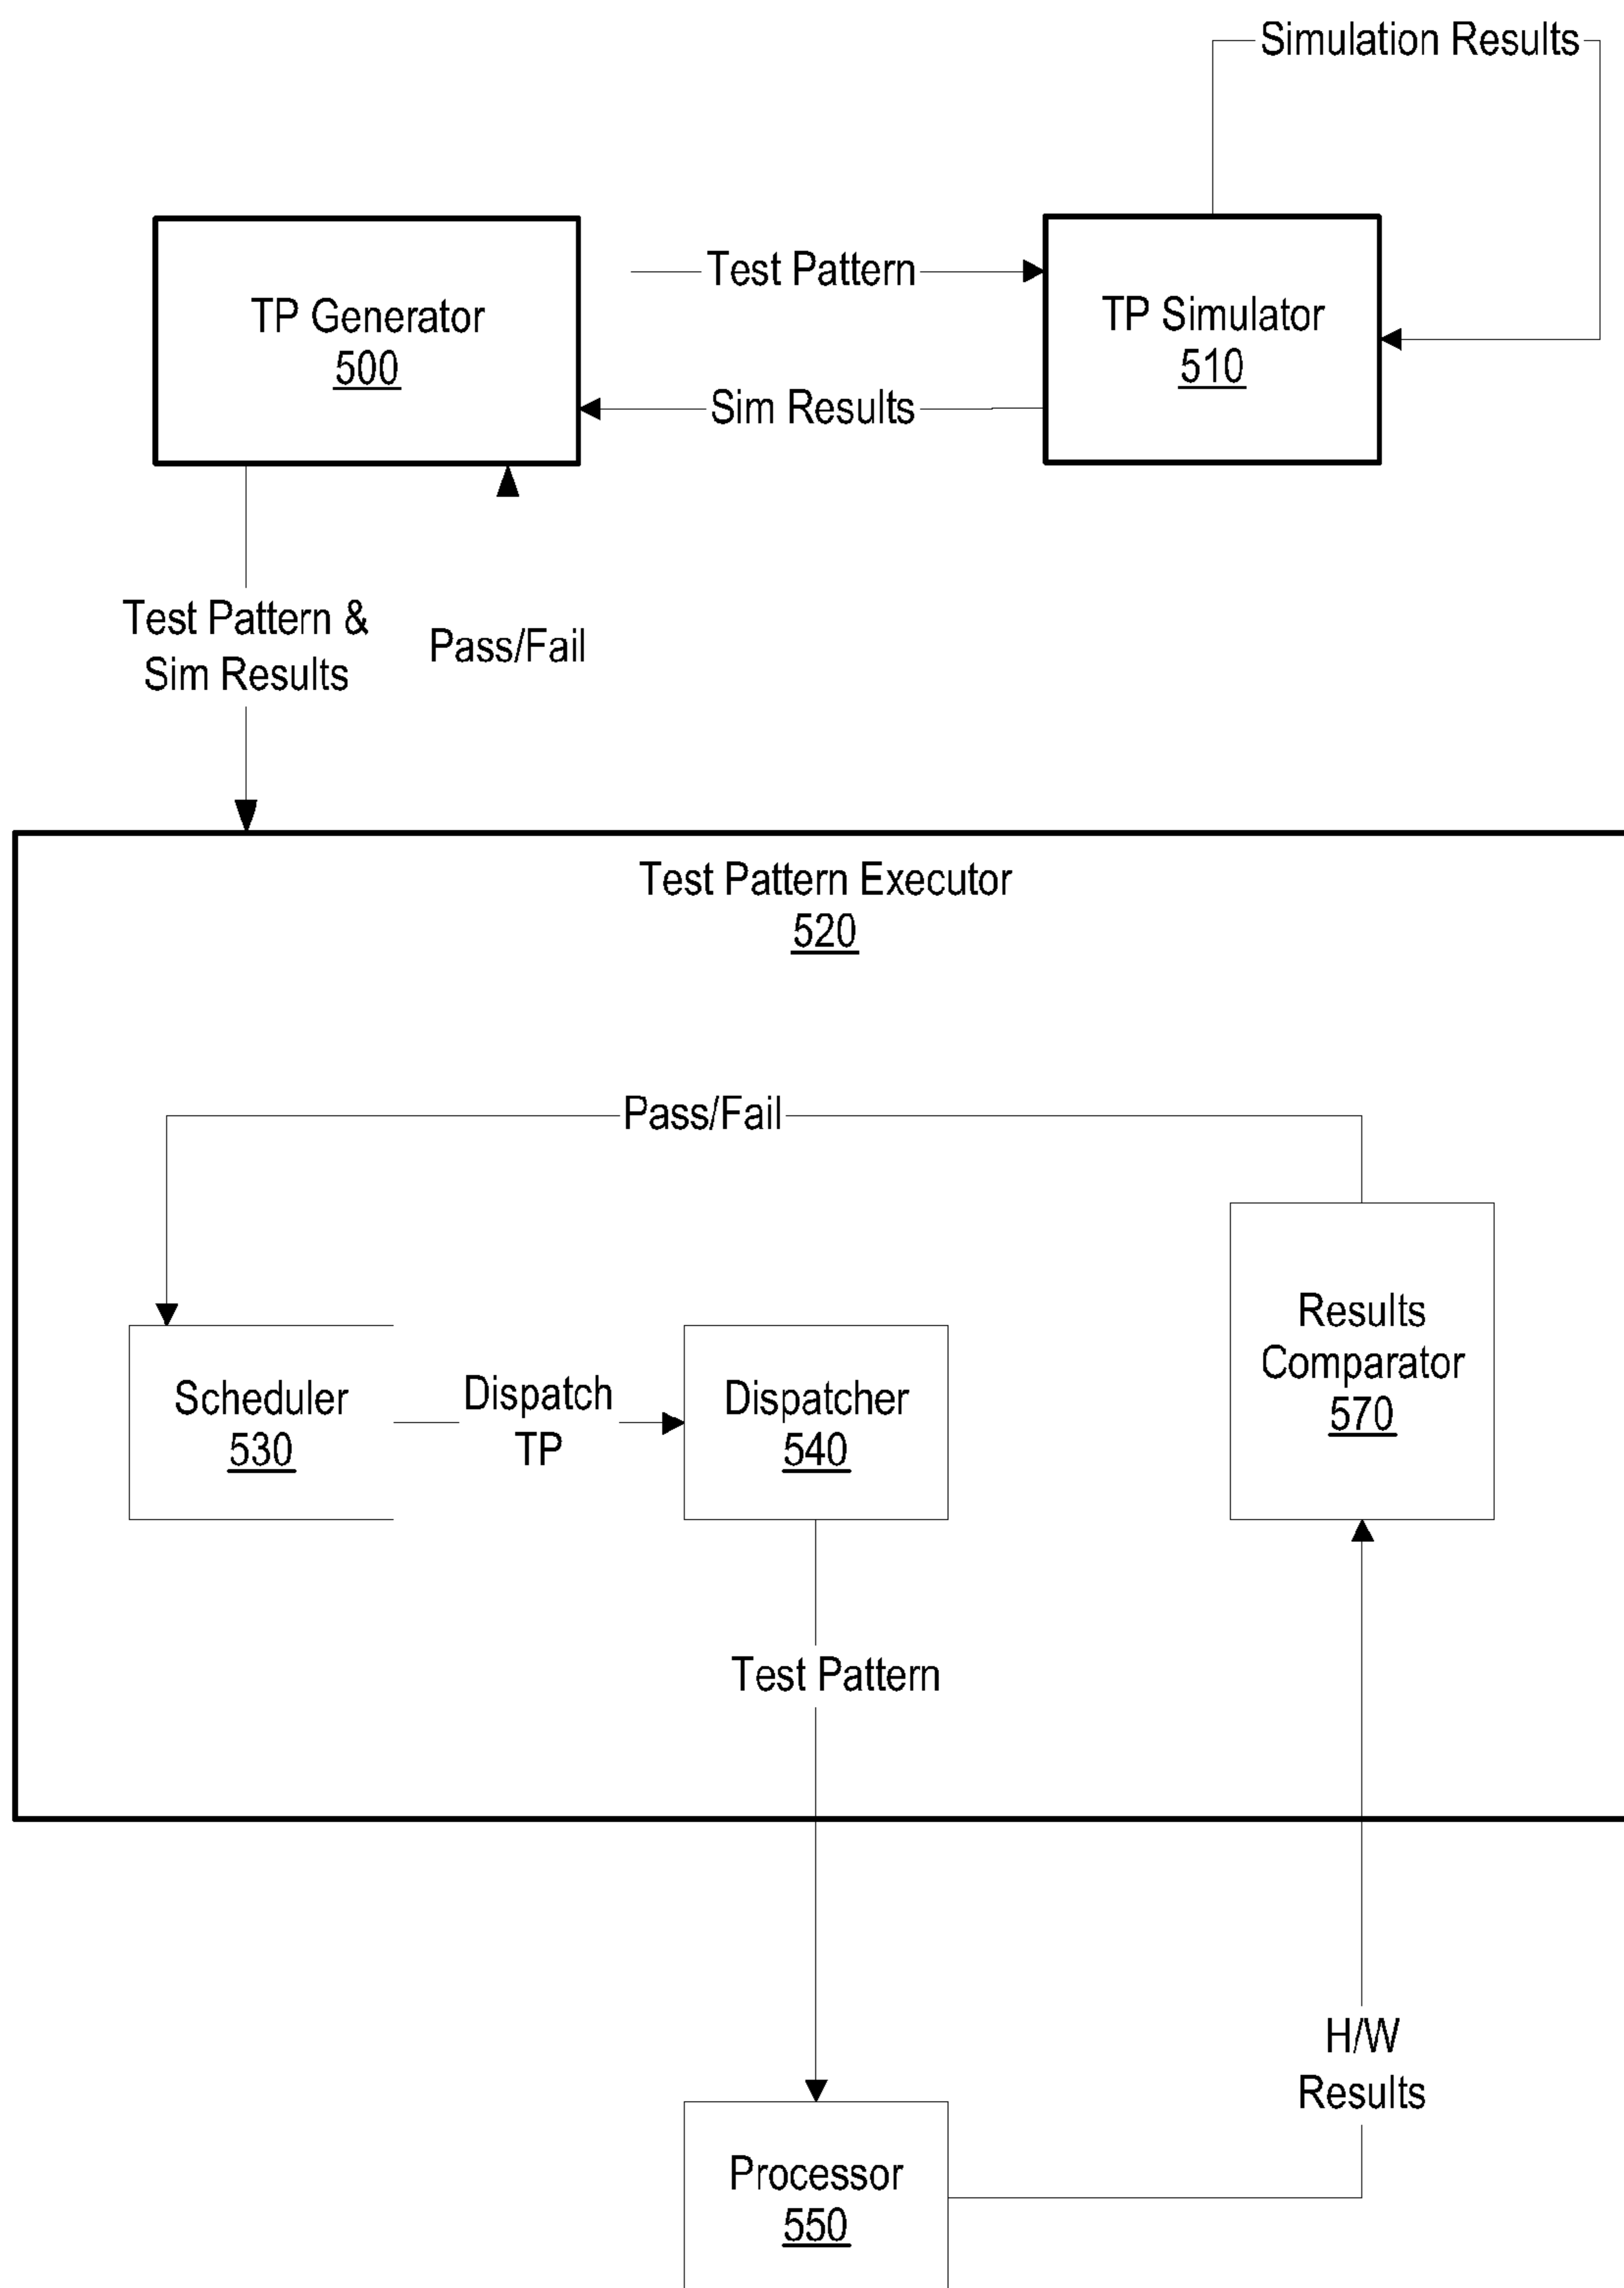 Simulation Results
TP Generator
500
Test Pattern
TP Simulator
510
Sim Results
Test Pattern &
Sim Results
Pass/Fail
Test Pattern Executor
520
Pass/Fail
Scheduler
530
Dispatch
TP
Dispatcher
540
Results
Comparator
570
Test Pattern
H/W
Results
Processor
550